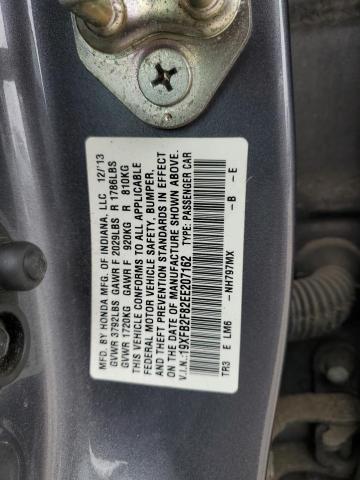 MFD. BY HONDA MFG. OF INDIANA, LLC 12/'13
GVWR 3792LBS GAWR F 2029LBS R 1786LBS
GVWR 1720KG GAWR F 920KG R 810KG
THIS VEHICLE CONFORMS TO ALL APPLICABLE
FEDERAL MOTOR VEHICLE SAFETY, BUMPER,
AND THEFT PREVENTION STANDARDS IN EFFECT
ON THE DATE OF MANUFACTURE SHOWN ABOVE.
V.I.N.:19XFB2F82EE207162 TYPE:PASSENGER CAR
-NH797MX -B -E
TR3 E LM6